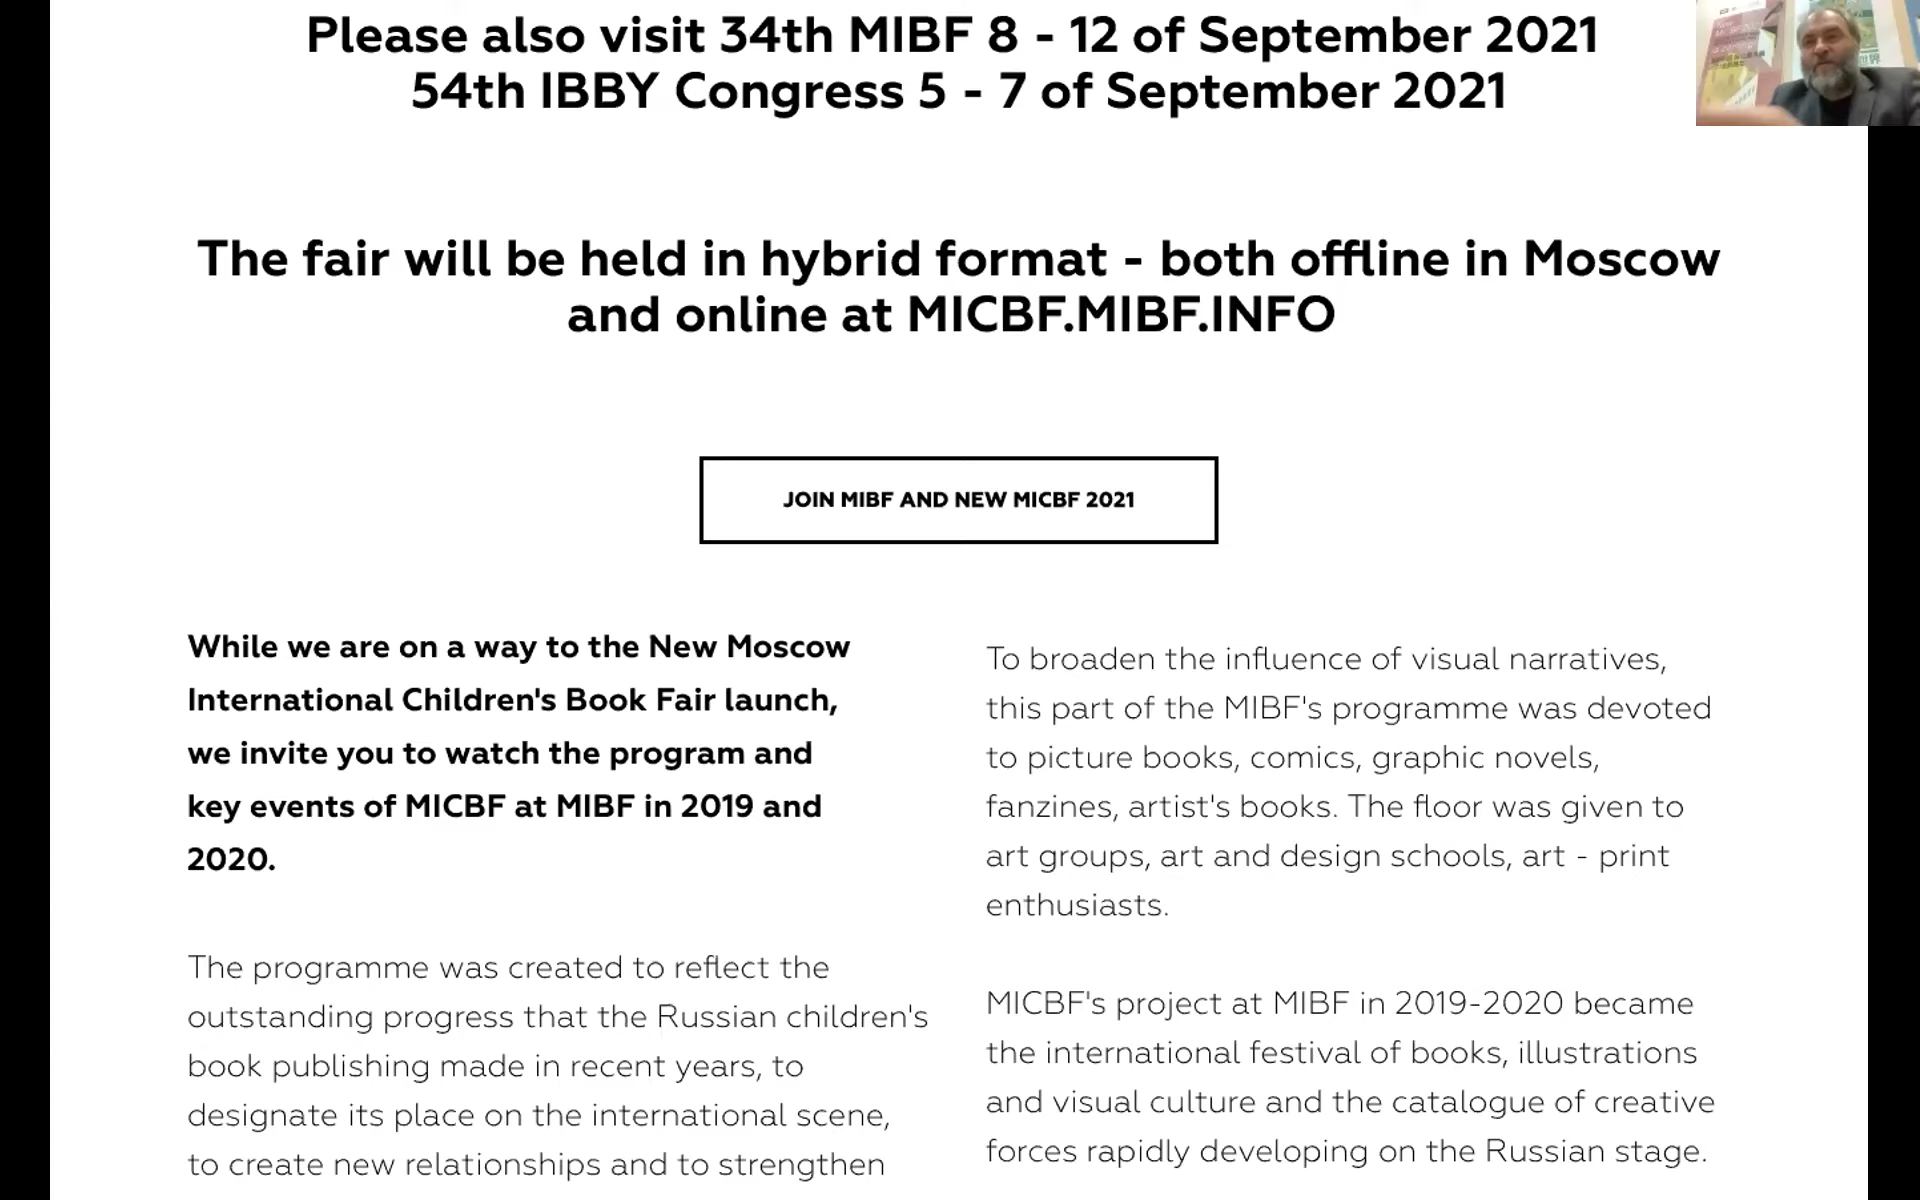 Please also visit 34th MIBF 8 - 12 of September 2021
54th IBBY Congress 5 - 7 of September 2021
The fair will be held in hybrid format - both offline in Moscow
and online at MICBF.MIBF.INFO
JOIN MIBF AND NEW MICBF 2021
While we are on a way to the New Moscow
International Children's Book Fair launch,
we invite you to watch the program and
key events of MICBF at MIBF in 2019 and
2020.
The programme was created to reflect the
outstanding progress that the Russian children's
book publishing made in recent years, to
designate its place on the international scene,
to create new relationships and to strengthen
To broaden the influence of visual narratives,
this part of the MIBF's programme was devoted
to picture books, comics, graphic novels,
fanzines, artist's books. The floor was given to
art groups, art and design schools, art - print
enthusiasts.
MICBF's project at MIBF in 2019-2020 became
the international festival of books, illustrations
and visual culture and the catalogue of creative
forces rapidly developing on the Russian stage.